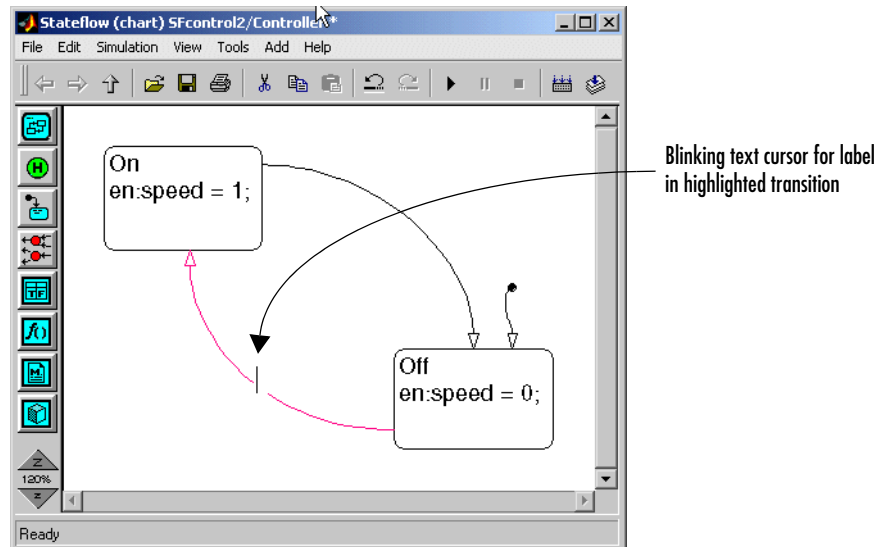 Stateflow (chart) SFcontrol2/Controller*
File Edit Simulation View Tools Add Help
On
en:speed = 1;
Blinking text cursor for label
in highlighted transition
H
TF
f()
M
Off
en:speed = 0;
Z
120%
z
Ready